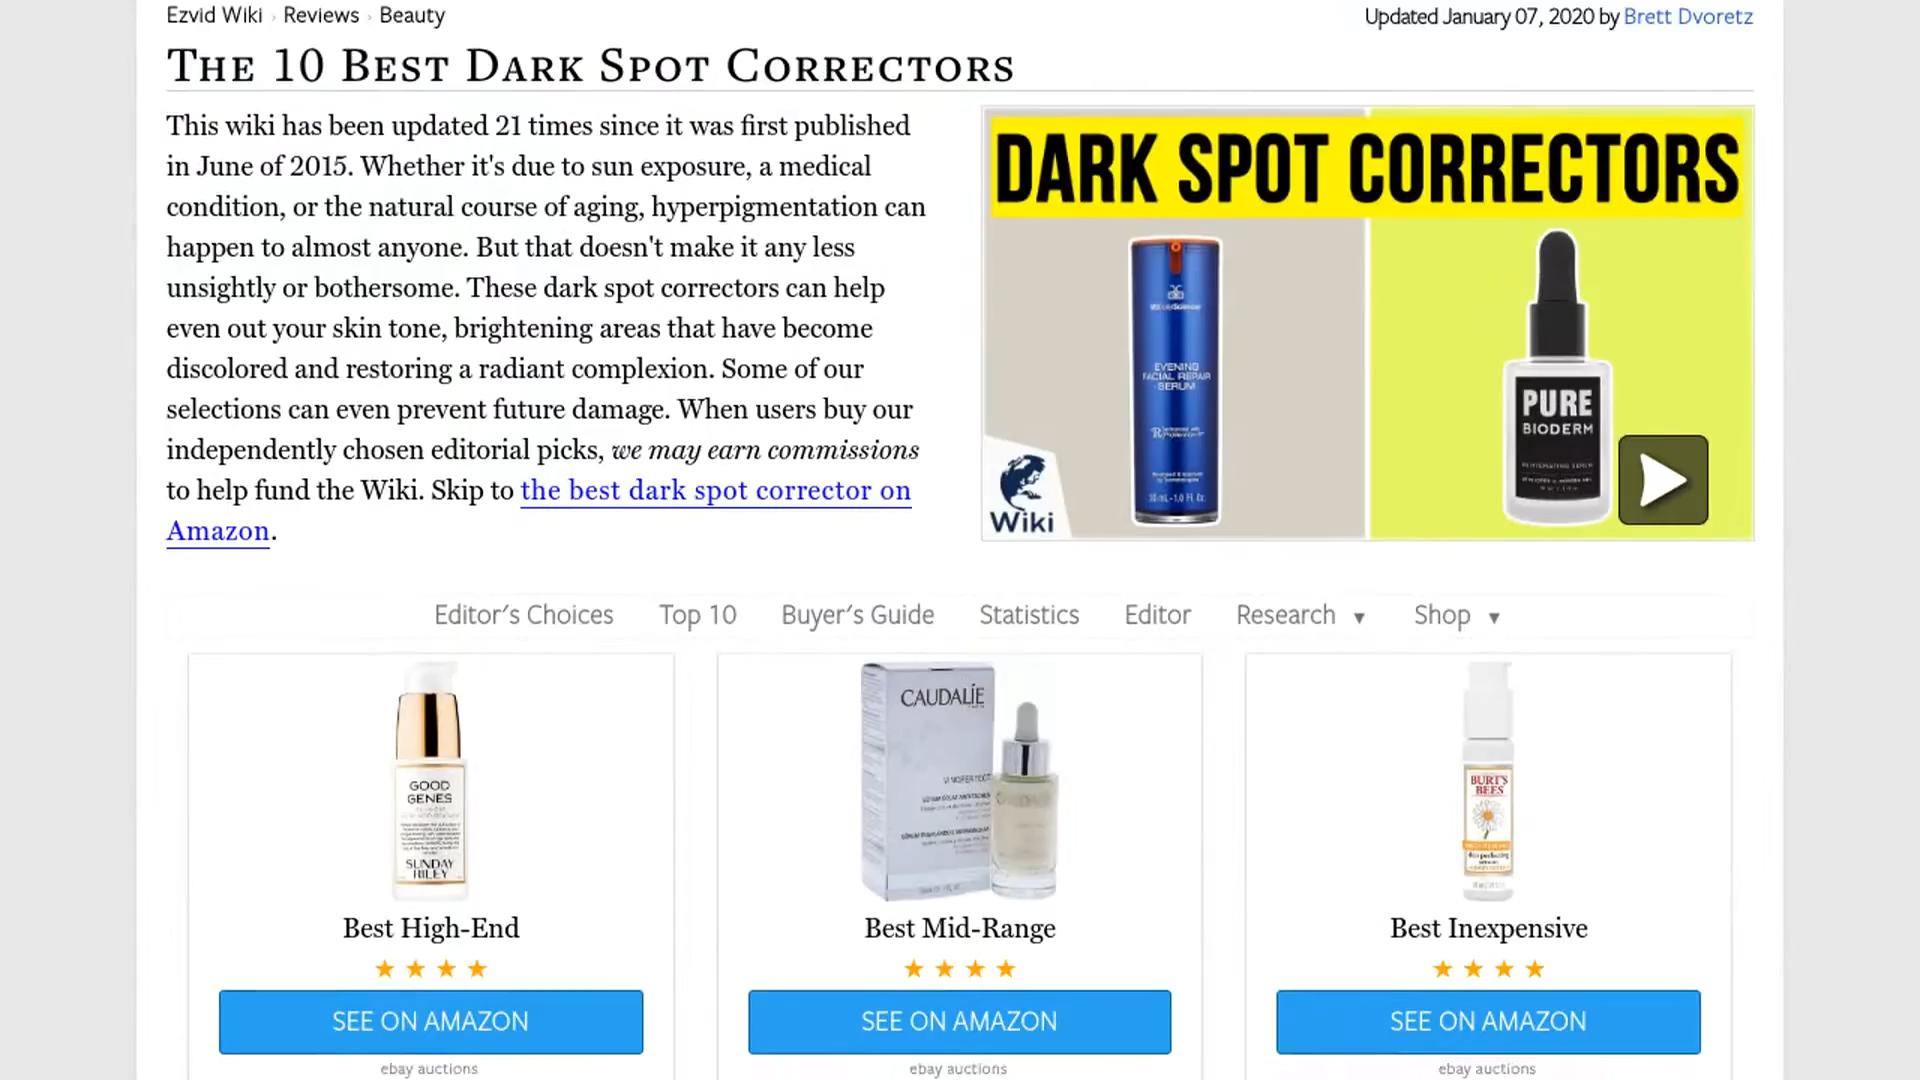 Ezvid Wiki › Reviews › Beauty
Updated January 07, 2020 by Brett Dvoretz
The 10 Best Dark Spot Correctors
This wiki has been updated 21 times since it was first published
in June of 2015. Whether it's due to sun exposure, a medical
condition, or the natural course of aging, hyperpigmentation can
happen to almost anyone. But that doesn't make it any less
unsightly or bothersome. These dark spot correctors can help
even out your skin tone, brightening areas that have become
discolored and restoring a radiant complexion. Some of our
selections can even prevent future damage. When users buy our
independently chosen editorial picks, we may earn commissions
to help fund the Wiki. Skip to the best dark spot corrector on
Amazon.
DARK SPOT CORRECTORS
EVENING
FACIAL REPAIR
SERUM
30 mL-1.0 Fl. Oz.
PURE
BIODERM
Wiki
Editor's Choices Top 10 Buyer's Guide Statistics Editor Research ▼ Shop ▼
GOOD
GENES
SUNDAY
RILEY
CAUDALÍE
BURT'S
BEES
Best High-End
Best Mid-Range
Best Inexpensive
SEE ON AMAZON
SEE ON AMAZON
SEE ON AMAZON
ebay auctions
ebay auctions
ebay auctions